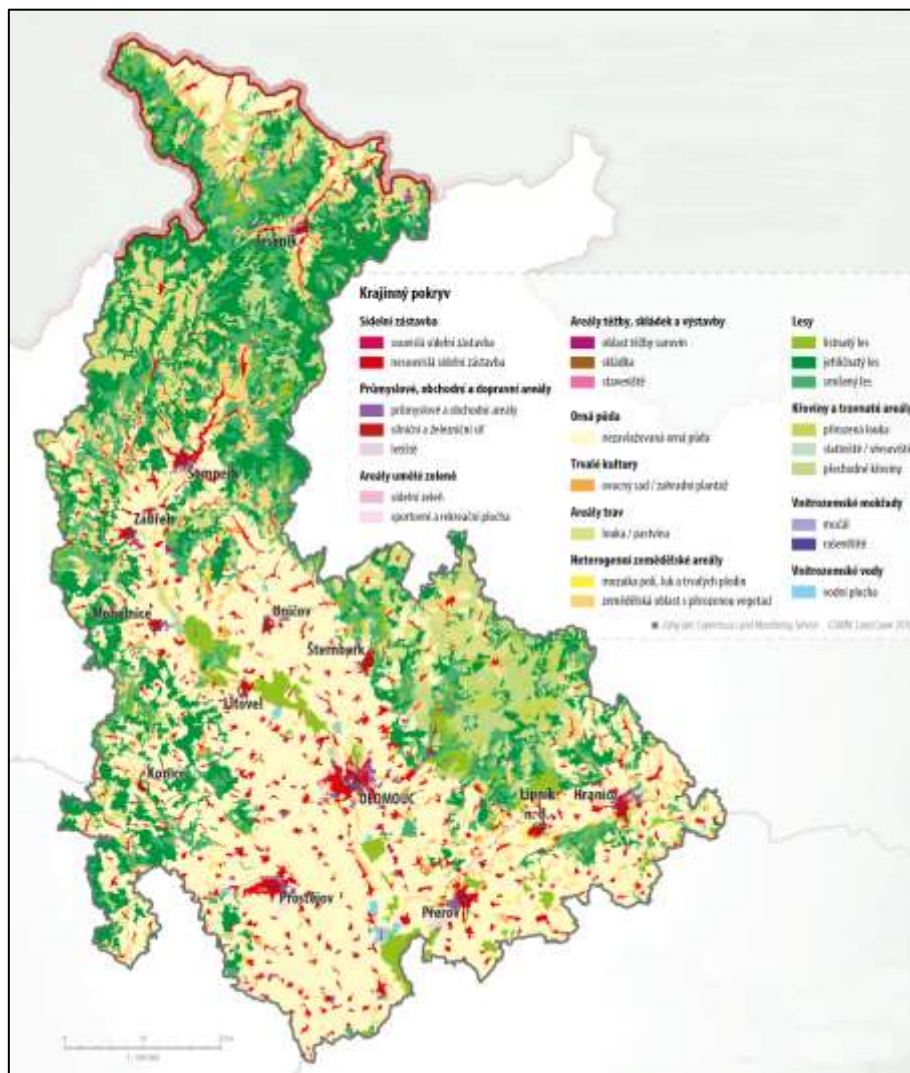 Jeseník
Krajinný pokryv
Sídelní zástavba
souvislá sídelní zástavba
nesouvislá sídelní zástavba
Průmyslové, obchodní a dopravní areály
průmyslové a obchodní areály
silniční a železniční síť
letiště
Areály umělé zeleně
sídelní zeleň
sportovní a rekreační plocha
Areály těžby, skládek a výstavby
oblast těžby surovin
skládka
staveniště
Orná půda
nezavlažovaná orná půda
Trvalé kultury
ovocný sad / zahradní plantáž
Areály trav
louka / pastvina
Heterogenní zemědělské areály
mozaika polí, luk a trvalých plodin
zemědělská oblast s přirozenou vegetací
Lesy
listnatý les
jehličnatý les
smíšený les
Křoviny a travnaté areály
přirozená louka
slatiniště / vřesoviště
přechodné křoviny
Vnitrozemské mokřady
močál
rašeliniště
Vnitrozemské vody
vodní plocha
Šumperk
Zábřeh
Mohelnice
Uničov
Šternberk
Litovel
Konice
OLOMOUC
Lipník
n. B.
Hranice
Prostějov
Přerov